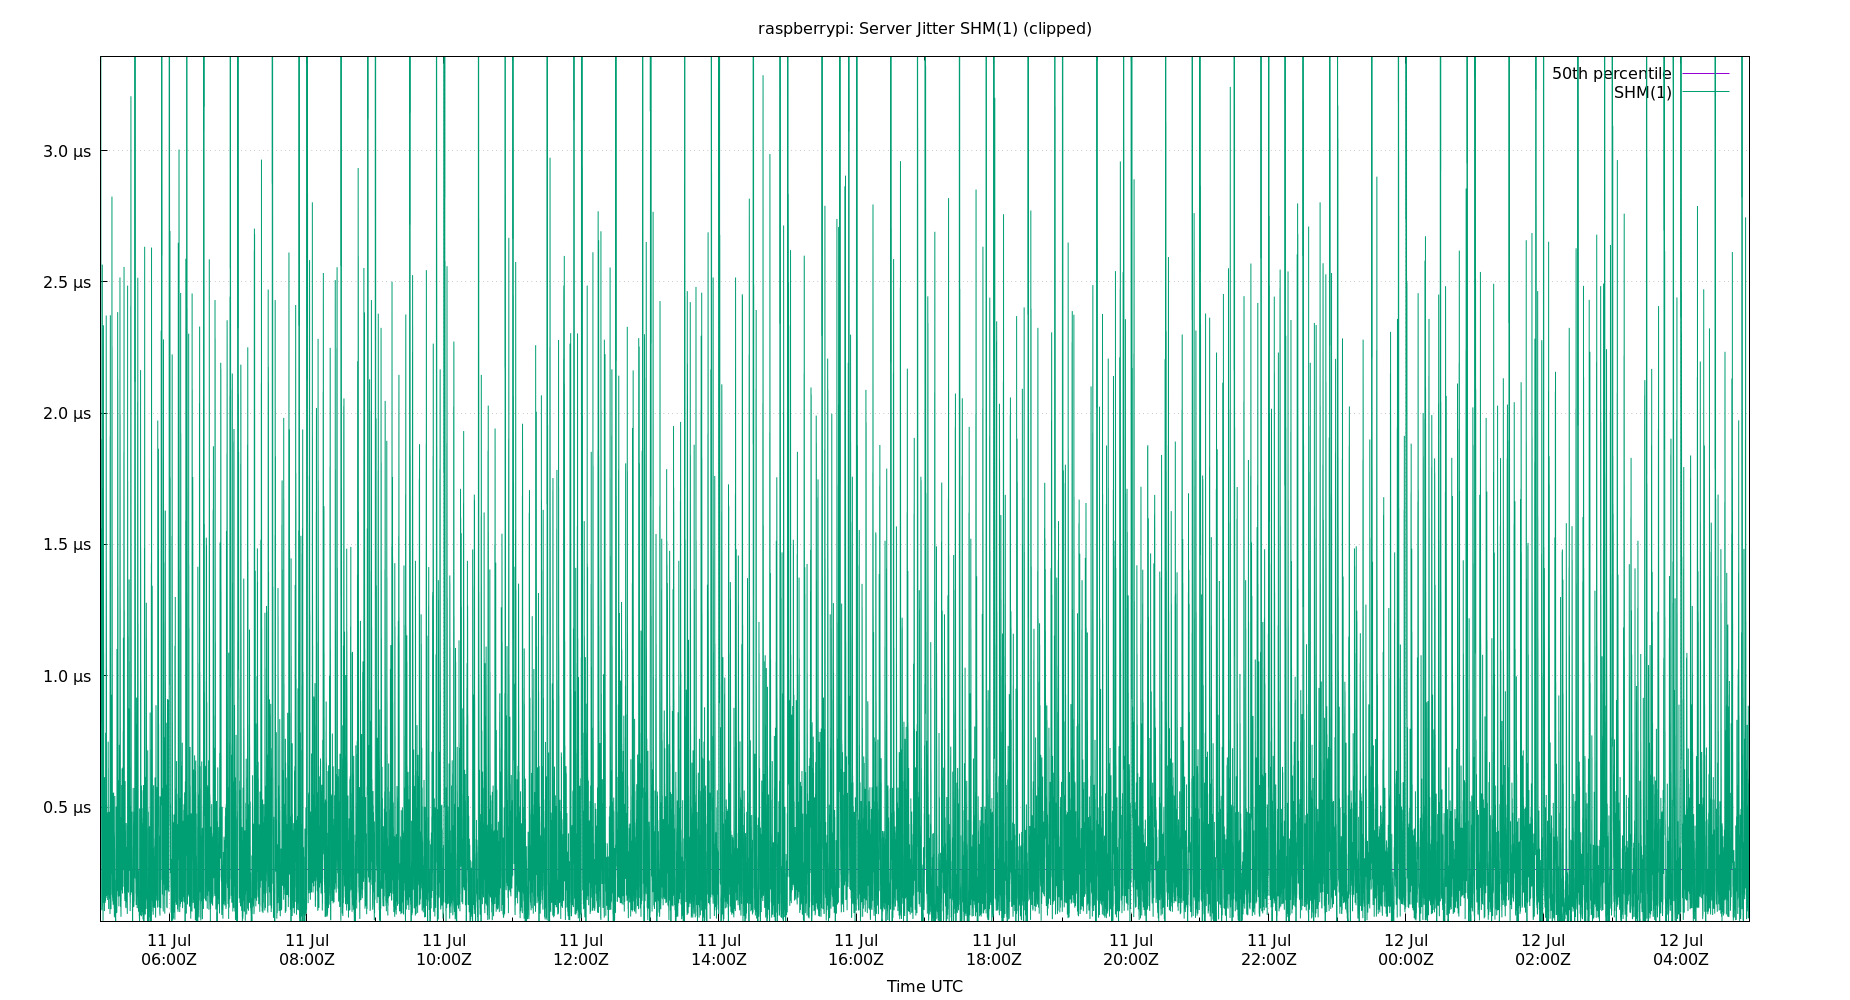 raspberrypi: Server Jitter SHM(1) (clipped)
50th percentile
SHM(1)
3.0 µs
2.5 µs
2.0 µs
1.5 µs
1.0 µs
0.5 µs
11 Jul 11 Jul 11 Jul 11 Jul 11 Jul 11 Jul 11 Jul 11 Jul 11 Jul 12 Jul 12 Jul 12 Jul
06:00Z 08:00Z 10:00Z 12:00Z 14:00Z 16:00Z 18:00Z 20:00Z 22:00Z 00:00Z 02:00Z 04:00Z
Time UTC